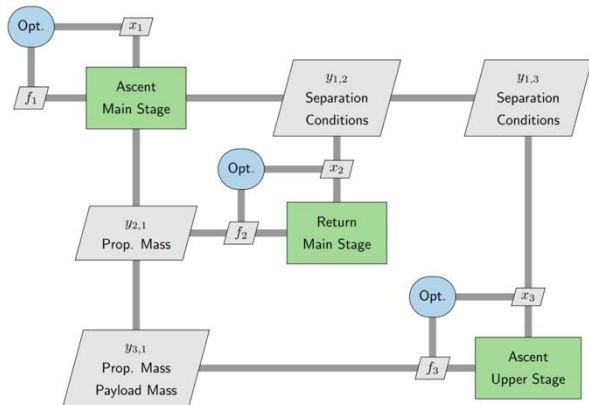 Opt.
x₁
f₁
Ascent
Main Stage
y₁,₂
Separation
Conditions
y₁,₃
Separation
Conditions
Opt.
x₂
y₂,₁
Prop. Mass
f₂
Return
Main Stage
Opt.
x₃
y₃,₁
Prop. Mass
Payload Mass
f₃
Ascent
Upper Stage